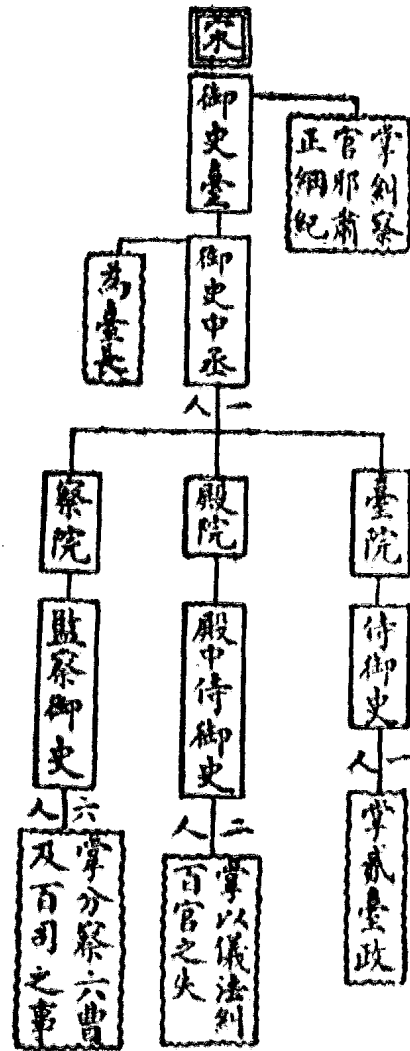 宋
御史臺
掌糾察
官邪肅
正綱紀
御史中丞
一人
為臺長
臺院
侍御史
一人
掌貳臺政
殿院
殿中侍御史
二人
掌以儀法糾
百官之失
察院
監察御史
六人
掌分察六曹
及百司之事